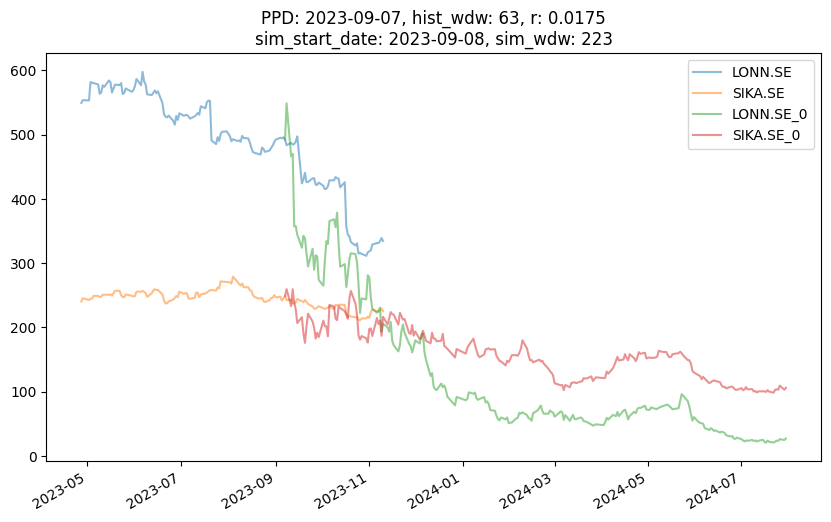 PPD: 2023-09-07, hist_wdw: 63, r: 0.0175
sim_start_date: 2023-09-08, sim_wdw: 223
LONN.SE
SIKA.SE
LONN.SE_0
SIKA.SE_0
600
500
400
300
200
100
0
2023-05
2023-07
2023-09
2023-11
2024-01
2024-03
2024-05
2024-07